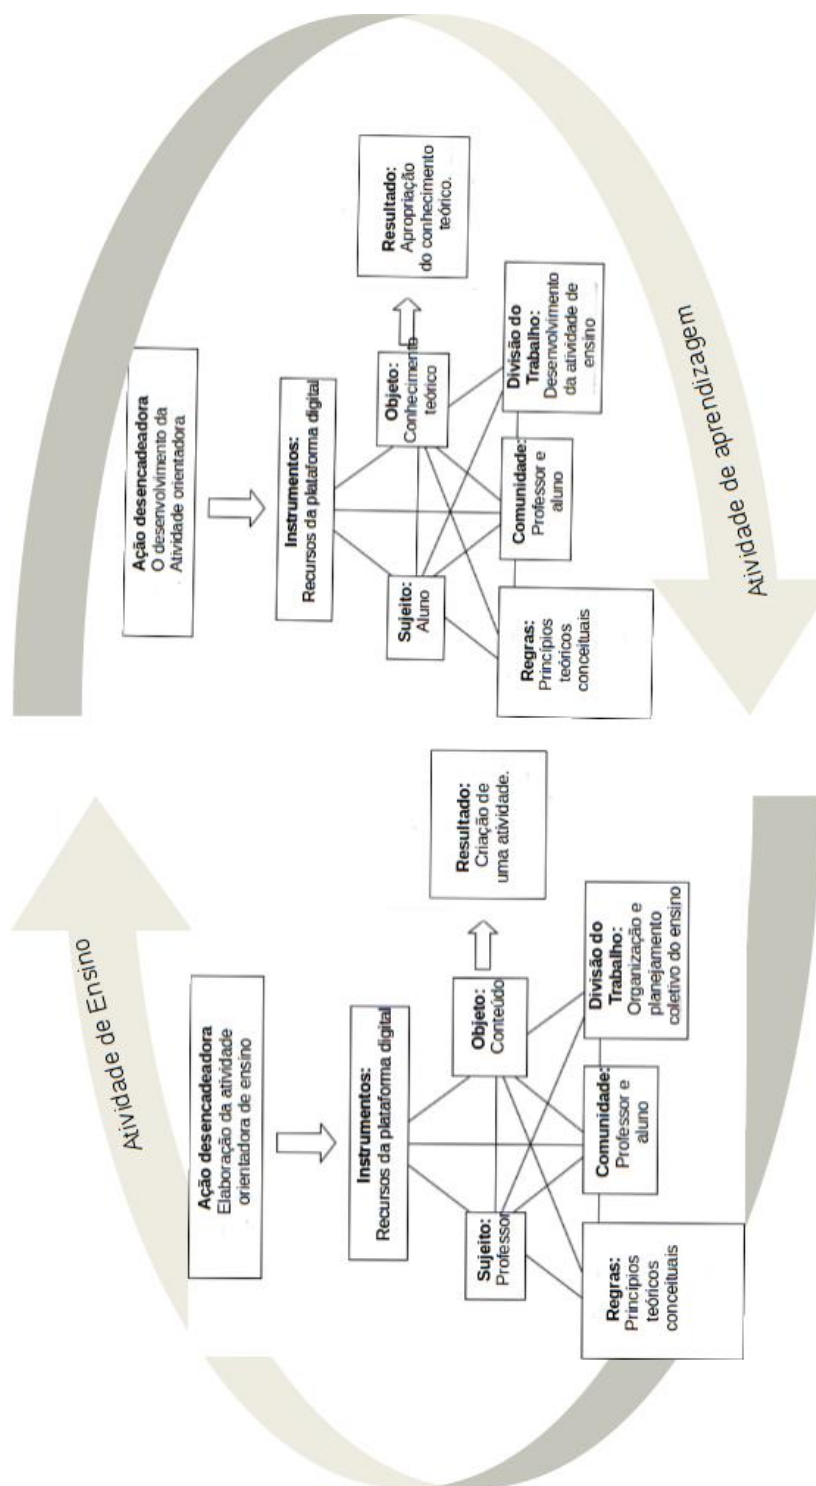 Atividade de Ensino
Ação desencadeadora
Elaboração da atividade
orientadora de ensino
Instrumentos:
Recursos da plataforma digital
Sujeito:
Professor
Objeto:
Conteúdo
Resultado:
Criação de
uma atividade.
Regras:
Princípios
teóricos
conceituais
Comunidade:
Professor e
aluno
Divisão do
Trabalho:
Organização e
planejamento
coletivo do ensino
Ação desencadeadora
O desenvolvimento da
Atividade orientadora
Instrumentos:
Recursos da plataforma digital
Sujeito:
Aluno
Objeto:
Conhecimento
teórico
Resultado:
Apropriação
do conhecimento
teórico.
Regras:
Princípios
teóricos
conceituais
Comunidade:
Professor e
aluno
Divisão do
Trabalho:
Desenvolvimento
da atividade de
ensino
Atividade de aprendizagem